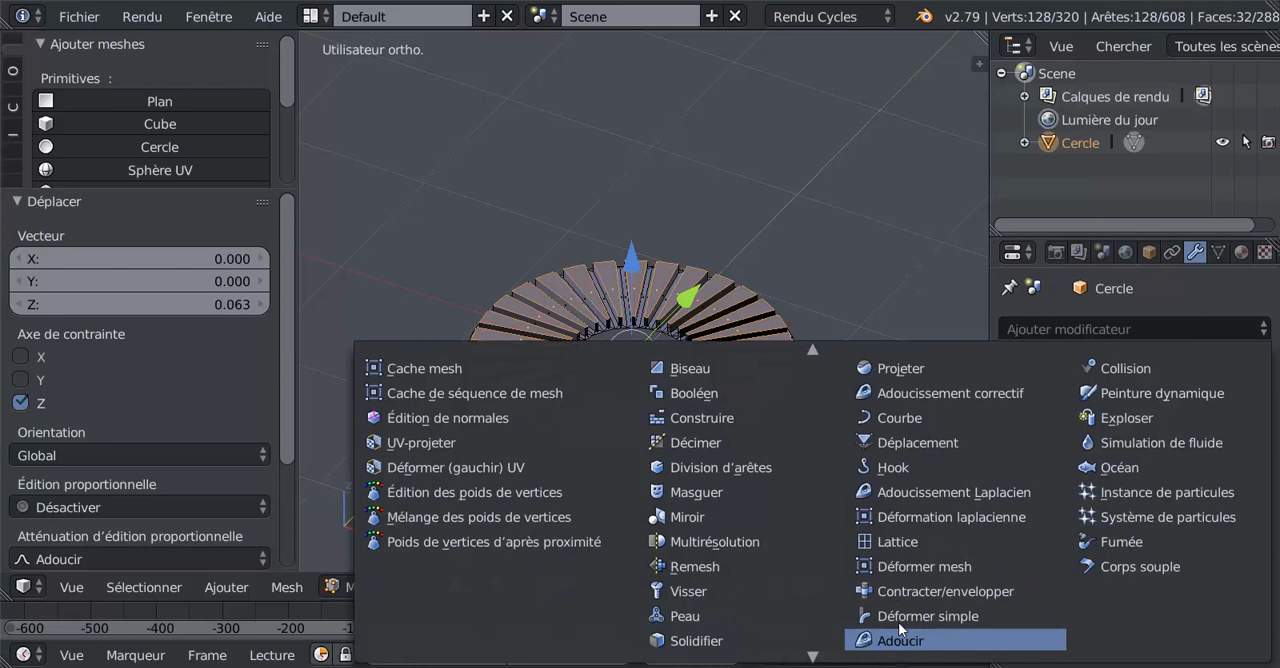 Fichier Rendu Fenêtre Aide Default Scene Rendu Cycles v2.79 | Verts:128/320 | Arêtes:128/608 | Faces:32/288
Ajouter meshes
Primitives :
Plan
Cube
Cercle
Sphère UV
Déplacer
Vecteur
X: 0.000
Y: 0.000
Z: 0.063
Axe de contrainte
X
Y
Z
Orientation
Global
Édition proportionnelle
Désactiver
Atténuation d'édition proportionnelle
Adoucir
Utilisateur ortho.
Vue Chercher Toutes les scènes
Scene
Calques de rendu
Lumière du jour
Cercle
Cercle
Ajouter modificateur
Cache mesh
Cache de séquence de mesh
Édition de normales
UV-projeter
Déformer (gauchir) UV
Édition des poids de vertices
Mélange des poids de vertices
Poids de vertices d'après proximité
Biseau
Booléen
Construire
Décimer
Division d'arêtes
Masquer
Miroir
Multirésolution
Remesh
Visser
Peau
Solidifier
Projeter
Adoucissement correctif
Courbe
Déplacement
Hook
Adoucissement Laplacien
Déformation laplacienne
Lattice
Déformer mesh
Contracter/envelopper
Déformer simple
Adoucir
Collision
Peinture dynamique
Exploser
Simulation de fluide
Océan
Instance de particules
Système de particules
Fumée
Corps souple
Vue Sélectionner Ajouter Mesh
-600 -500 -400 -300 -200
Vue Marqueur Frame Lecture